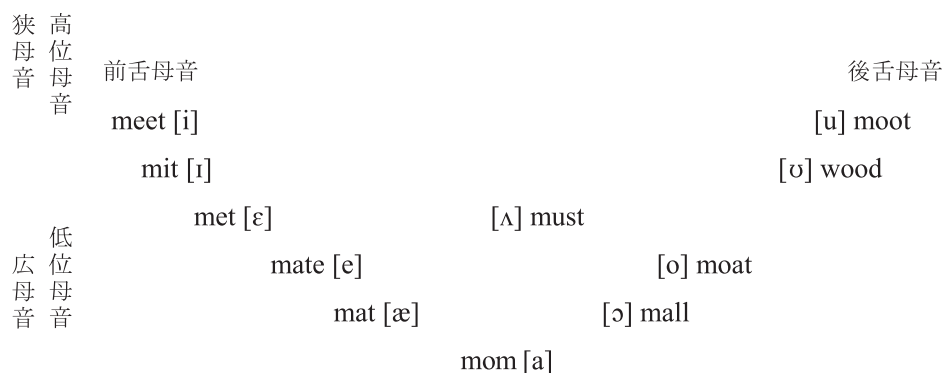 狭母音
高位母音
前舌母音
後舌母音
meet [i]
[u] moot
mit [ɪ]
[ʊ] wood
met [ɛ]
[ʌ] must
mate [e]
[o] moat
mat [æ]
[ɔ] mall
mom [a]
広母音
低位母音